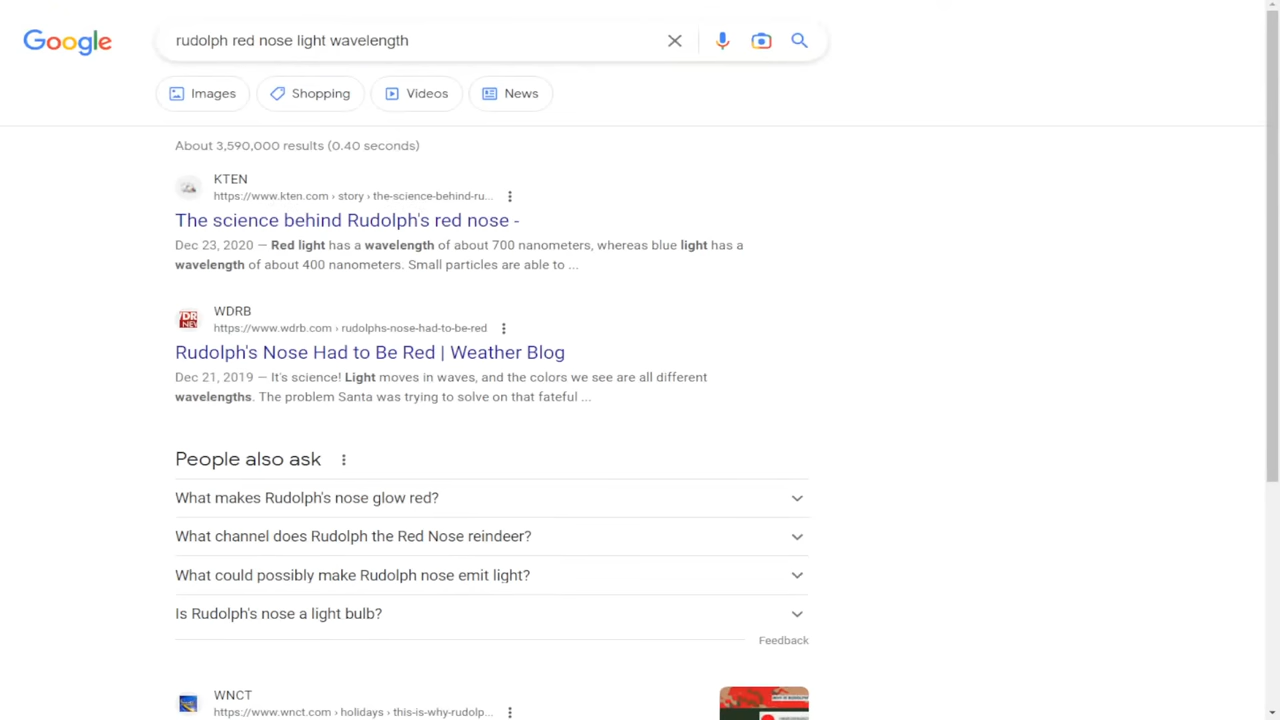 Google
rudolph red nose light wavelength
Images Shopping Videos News
About 3,590,000 results (0.40 seconds)
KTEN
https://www.kten.com › story › the-science-behind-ru...
The science behind Rudolph's red nose -
Dec 23, 2020 — Red light has a wavelength of about 700 nanometers, whereas blue light has a
wavelength of about 400 nanometers. Small particles are able to ...
WDRB
https://www.wdrb.com › rudolphs-nose-had-to-be-red
Rudolph's Nose Had to Be Red | Weather Blog
Dec 21, 2019 — It's science! Light moves in waves, and the colors we see are all different
wavelengths. The problem Santa was trying to solve on that fateful ...
People also ask
What makes Rudolph's nose glow red?
What channel does Rudolph the Red Nose reindeer?
What could possibly make Rudolph nose emit light?
Is Rudolph's nose a light bulb?
Feedback
WNCT
https://www.wnct.com › holidays › this-is-why-rudolp...